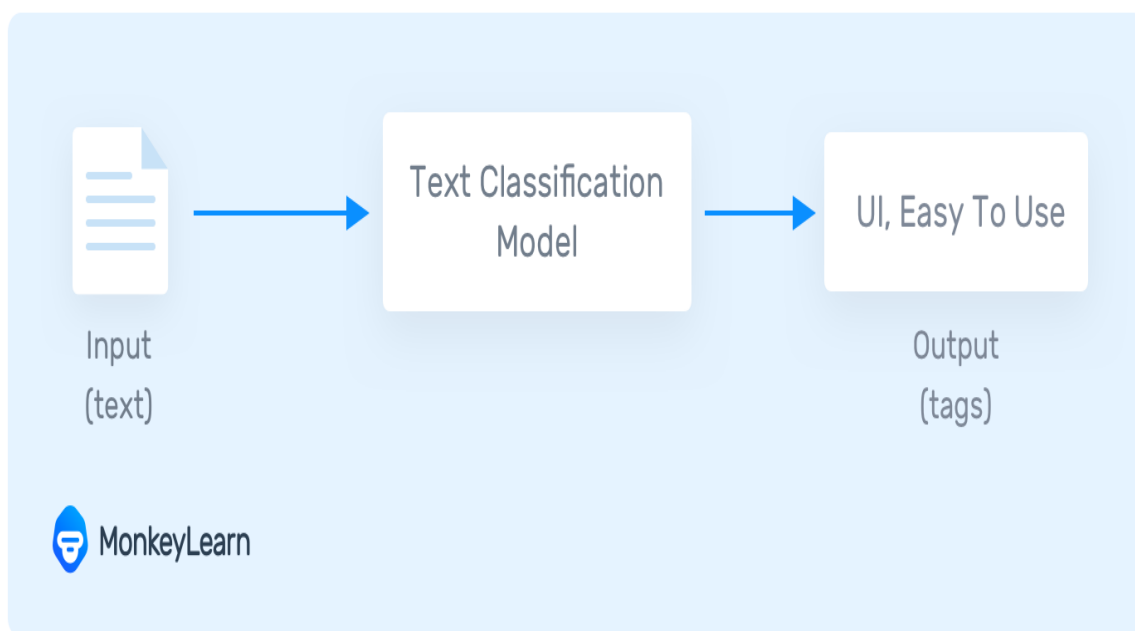 Text Classification
Model
UI, Easy To Use
Input
(text)
Output
(tags)
MonkeyLearn